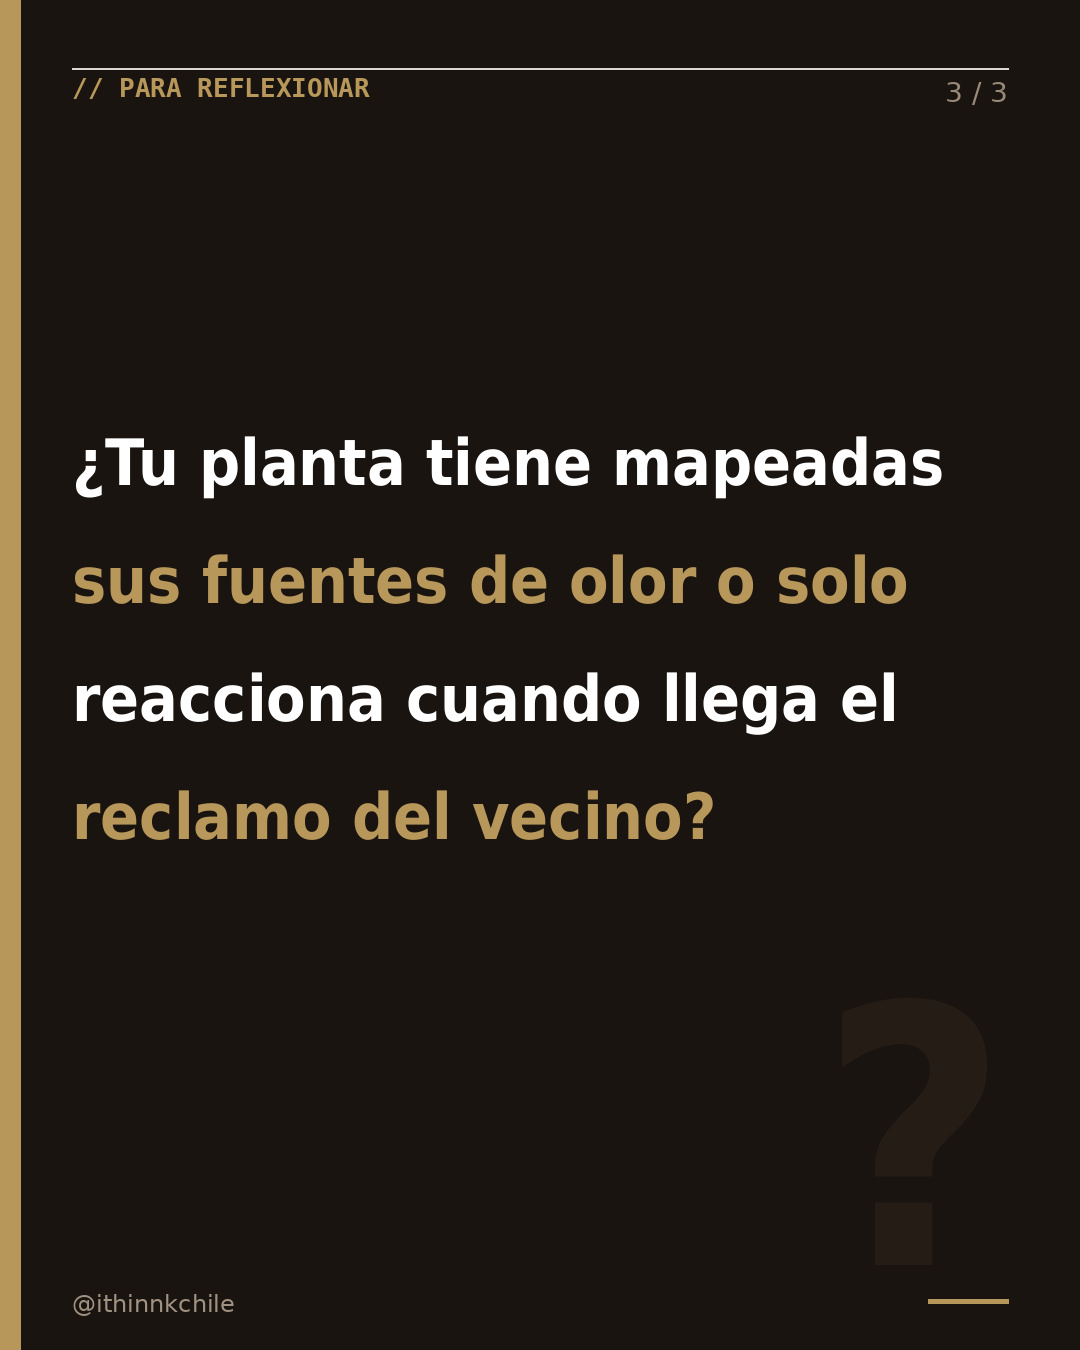 // PARA REFLEXIONAR
3 / 3
¿Tu planta tiene mapeadas
sus fuentes de olor o solo
reacciona cuando llega el
reclamo del vecino?
?
@ithinnkchile